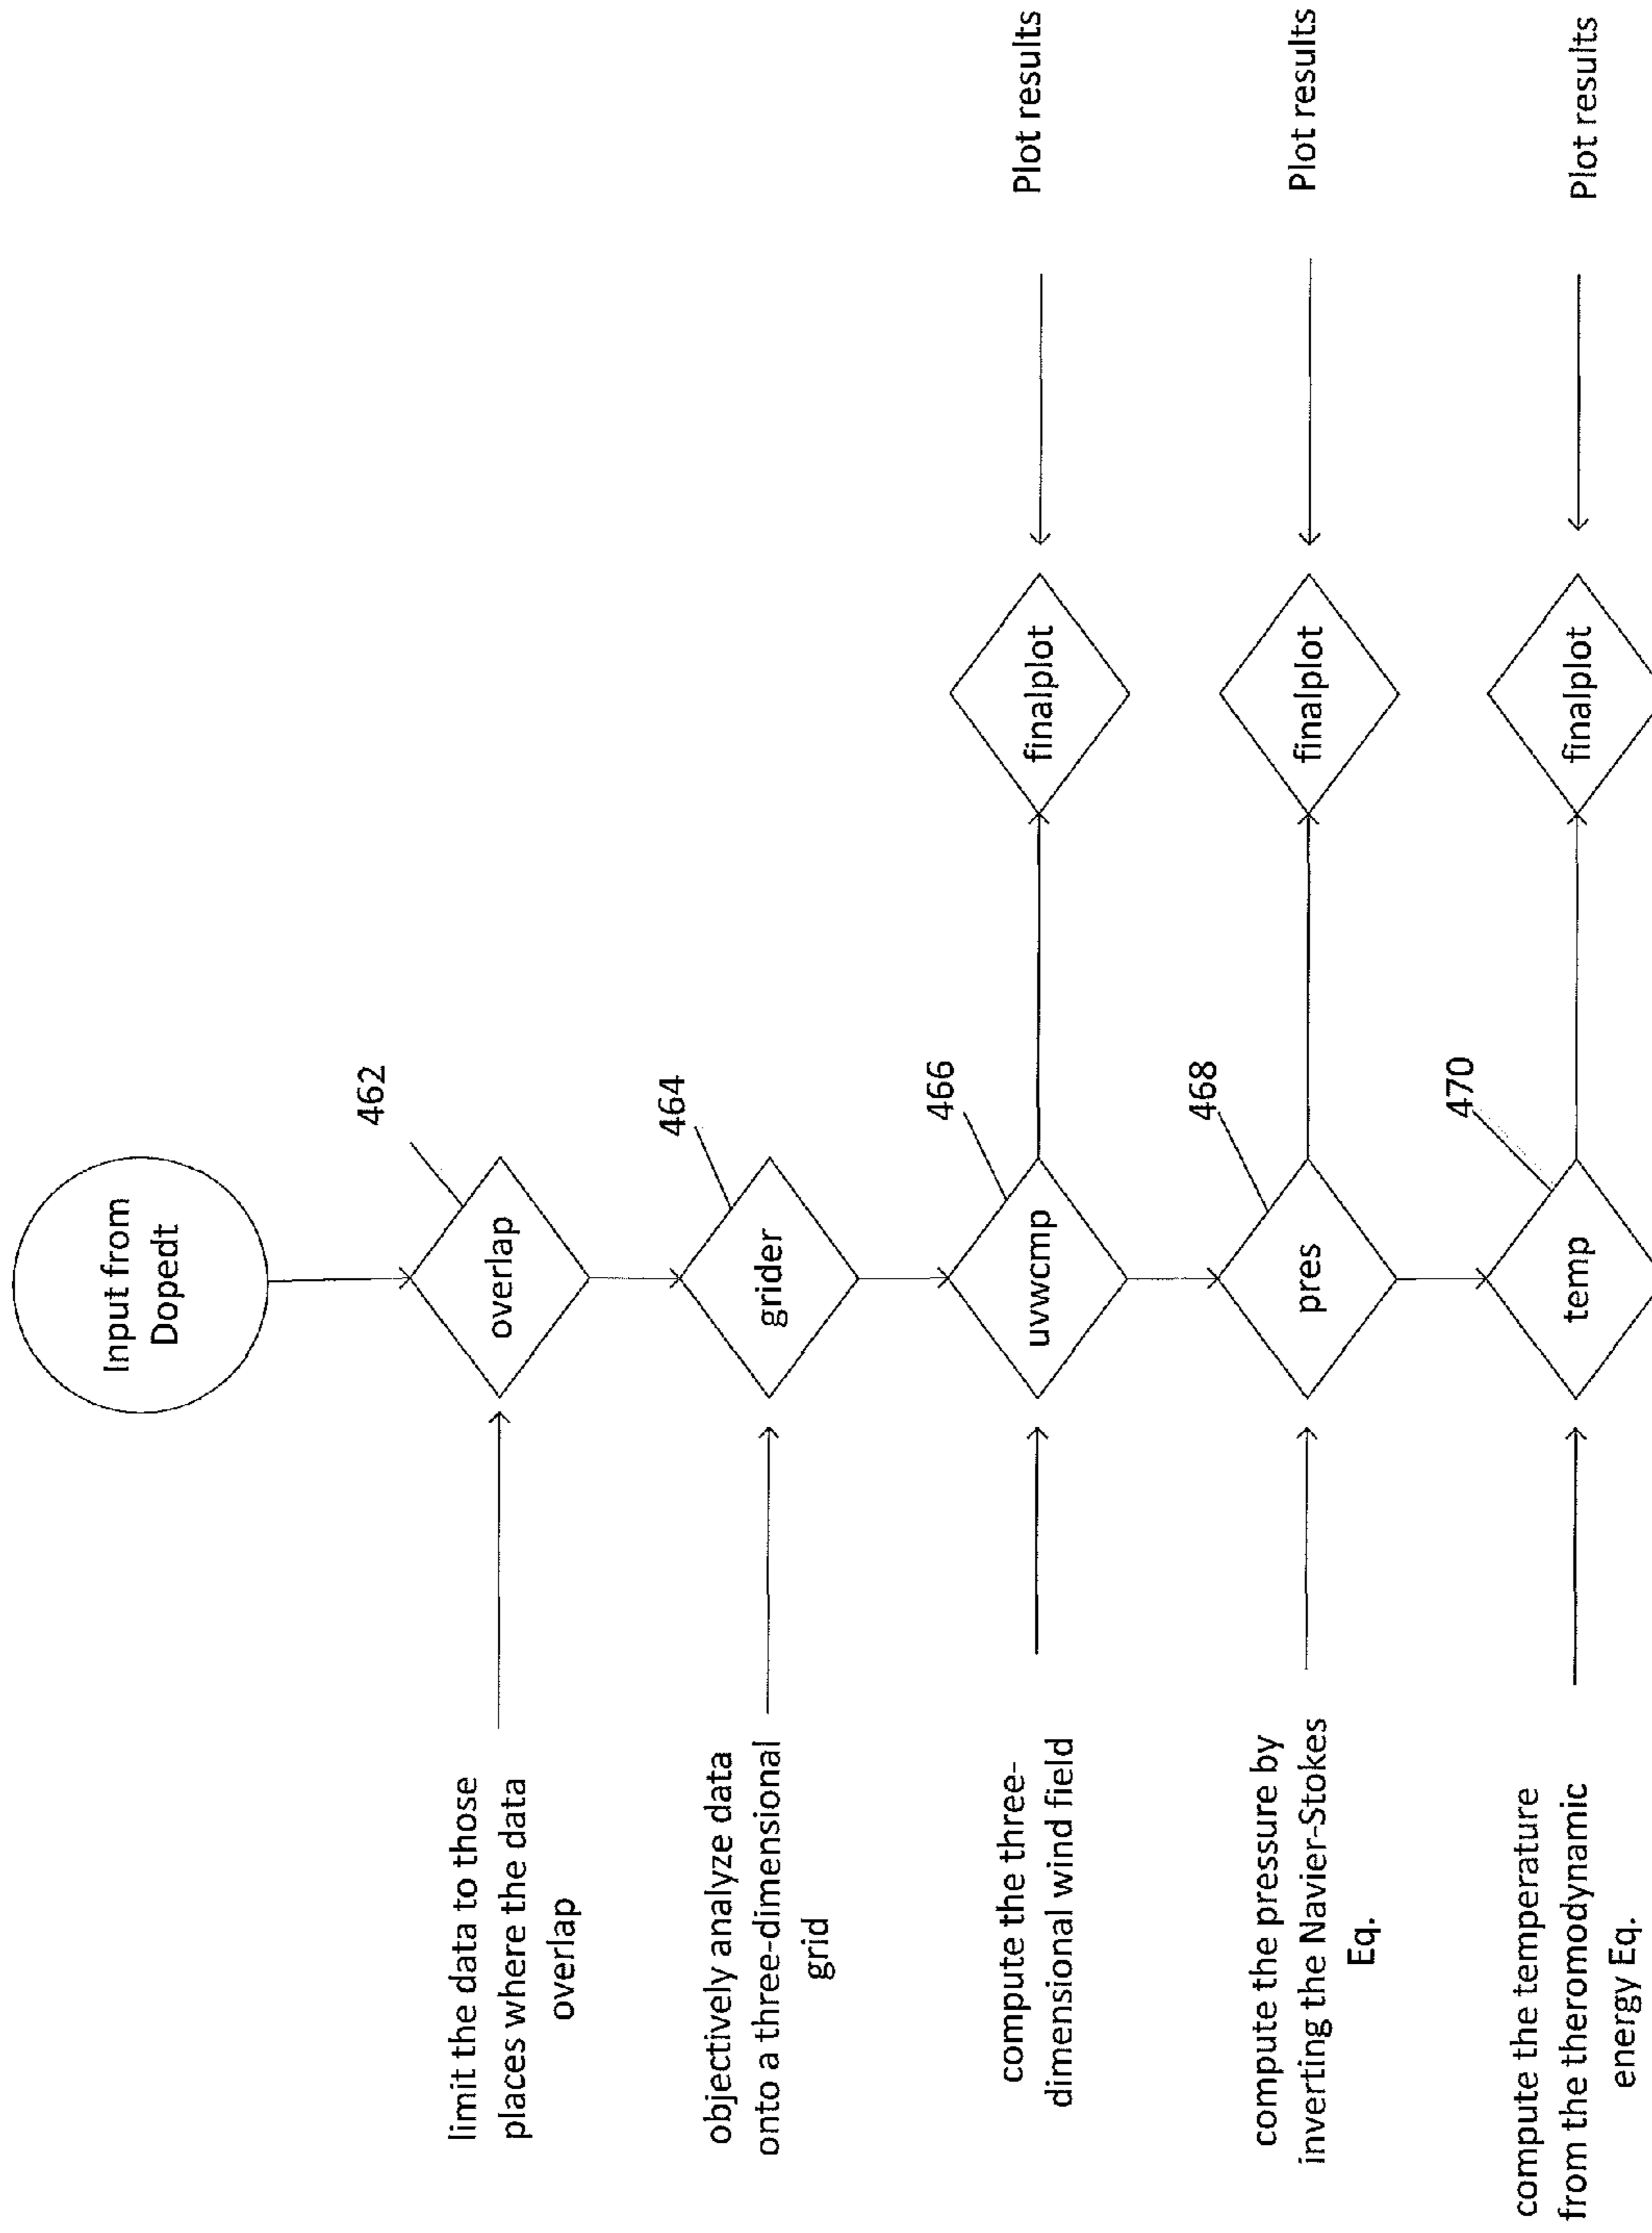 Input from
Dopedt
limit the data to those
places where the data
overlap
overlap
462
objectively analyze data
onto a three-dimensional
grid
grider
464
compute the three-
dimensional wind field
uvwcmp
466
finalplot
Plot results
compute the pressure by
inverting the Navier-Stokes
Eq.
pres
468
finalplot
Plot results
compute the temperature
from the theromodynamic
energy Eq.
temp
470
finalplot
Plot results